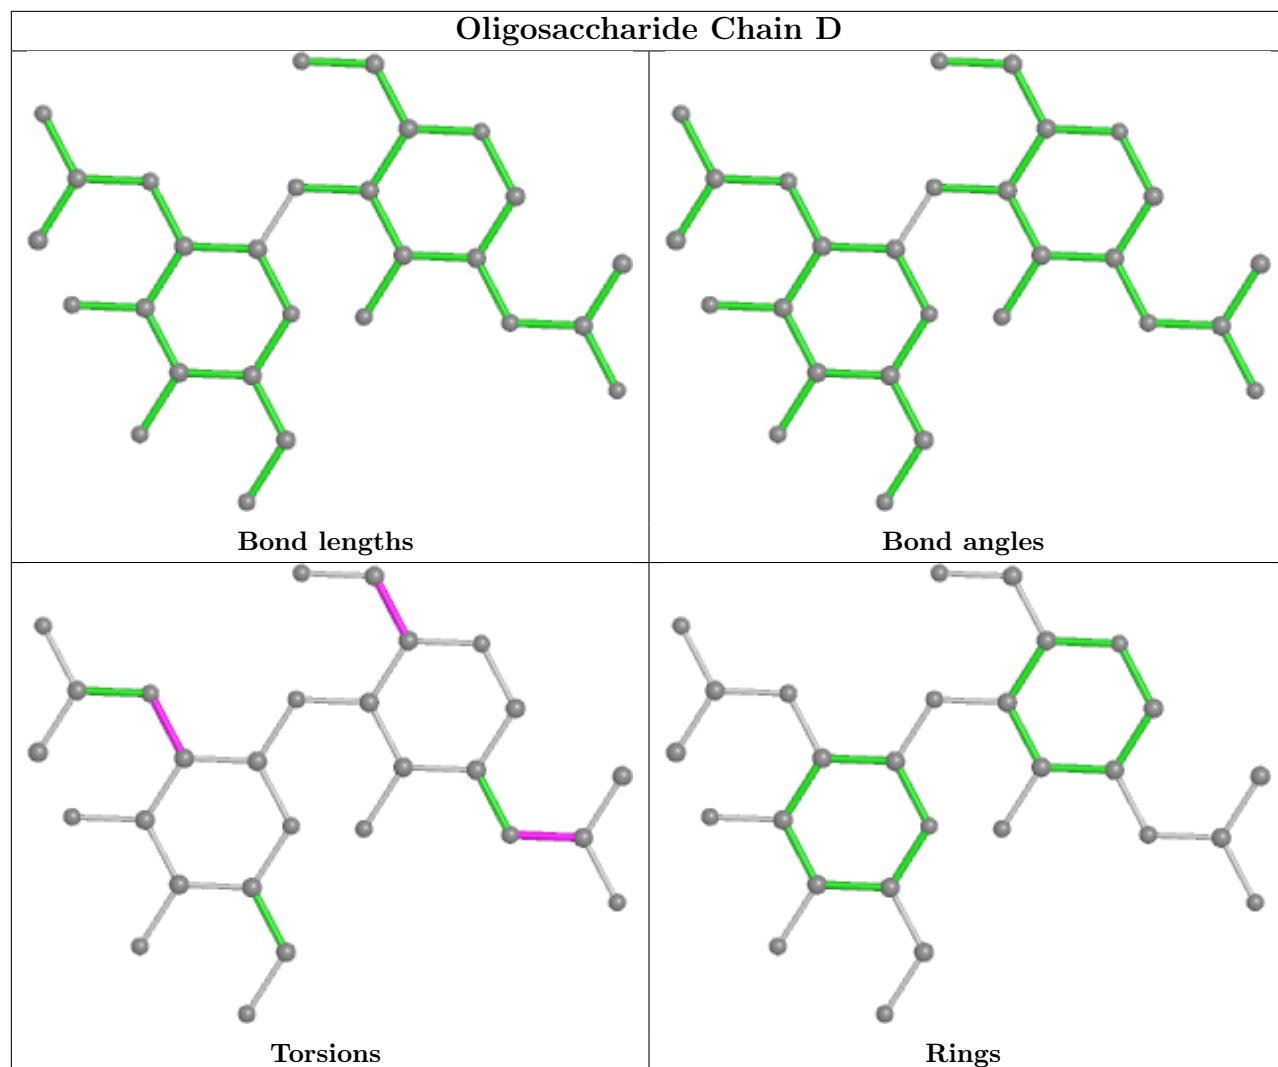 Oligosaccharide Chain D
Bond lengths
Bond angles
Torsions
Rings